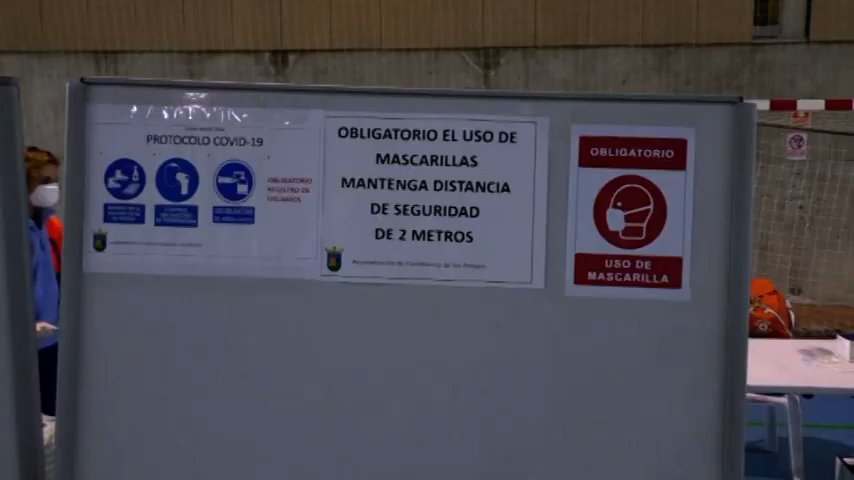 PROTOCOLO COVID-19
OBLIGATORIO
REGISTRO DE
USUARIOS
OBLIGATORIO EL USO DE
MASCARILLAS
MANTENGA DISTANCIA
DE SEGURIDAD
DE 2 METROS
OBLIGATORIO
USO DE
MASCARILLA